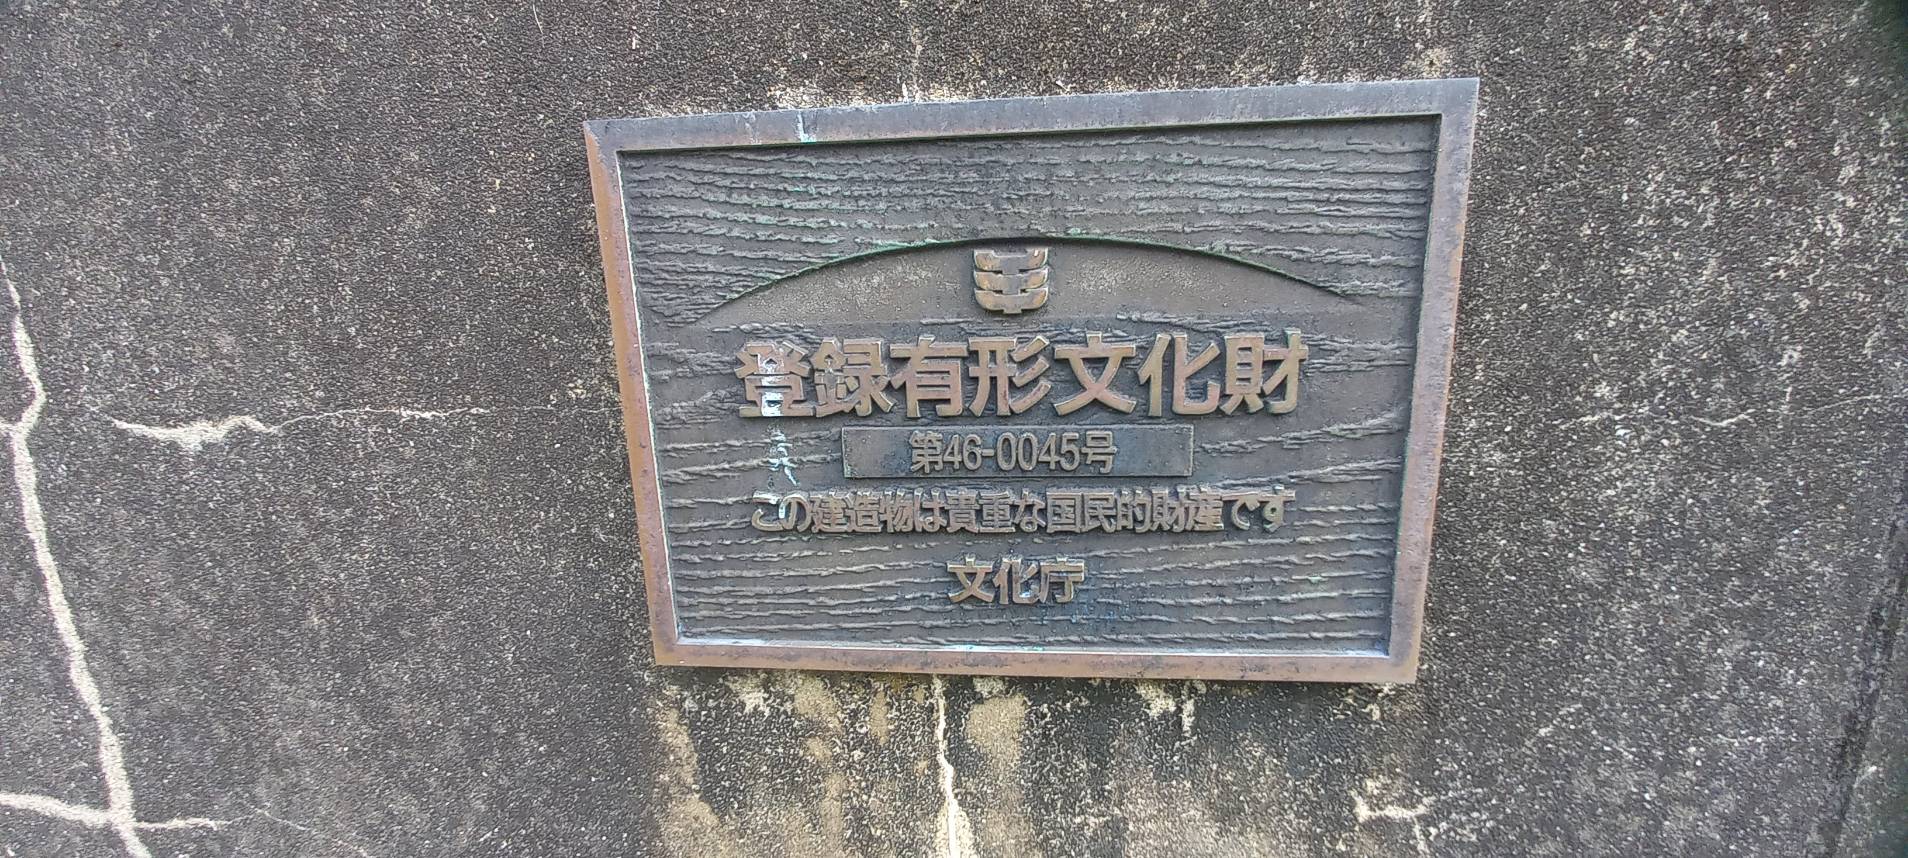 登録有形文化財
第46-0045号
この建造物は貴重な国民的財産です
文化庁